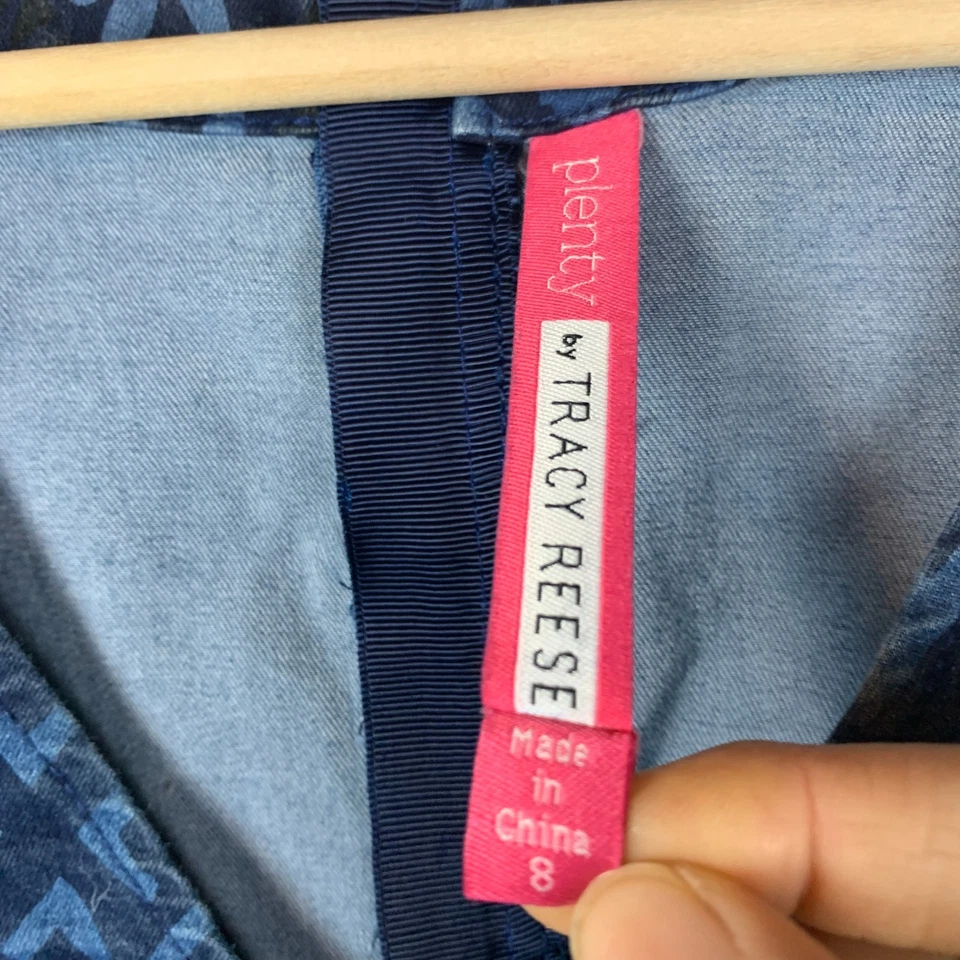 plenty
by TRACY REESE
Made
in
China
8